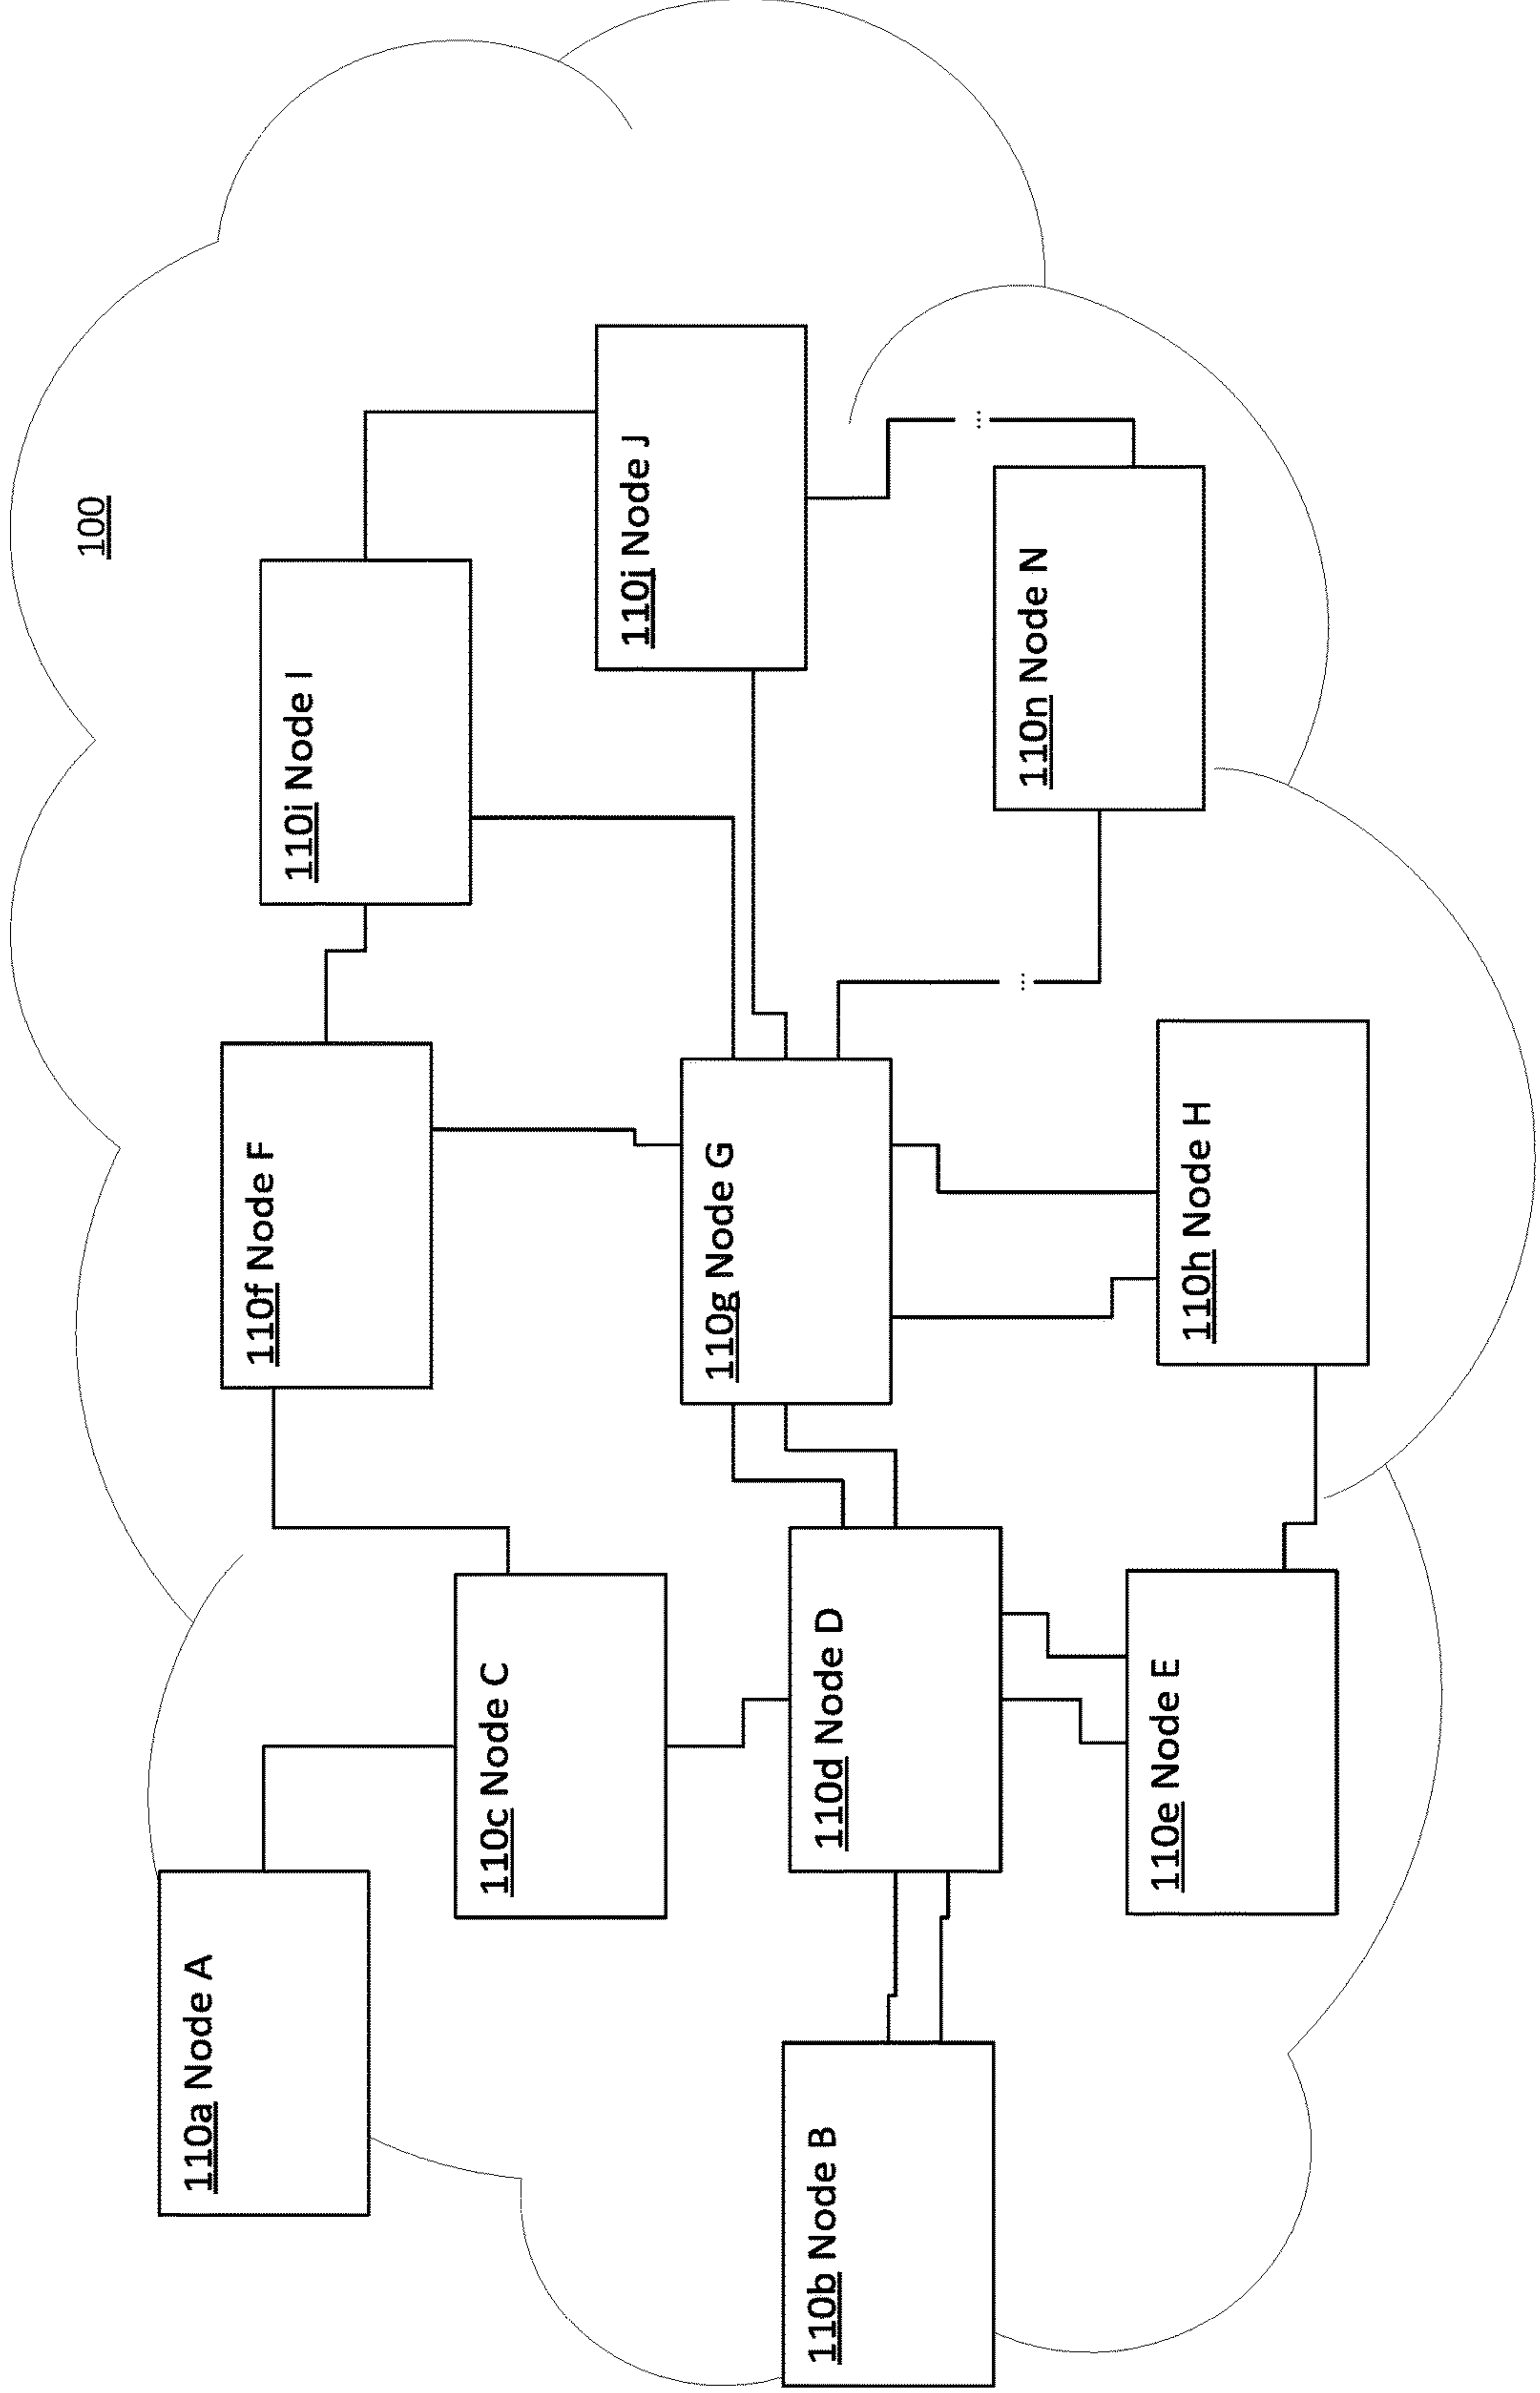 100
110a Node A
110b Node B
110c Node C
110d Node D
110e Node E
110f Node F
110g Node G
110h Node H
110i Node I
110j Node J
110n Node N
...
...